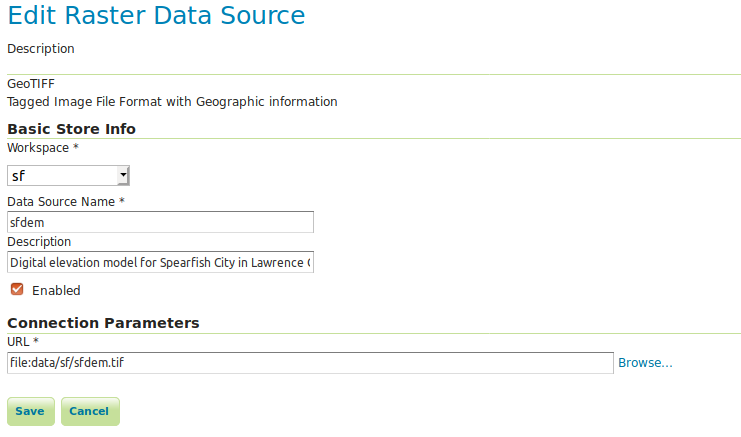 Edit Raster Data Source
Description
GeoTIFF
Tagged Image File Format with Geographic information
Basic Store Info
Workspace *
sf
Data Source Name *
sfdem
Description
Digital elevation model for Spearfish City in Lawrence
Enabled
Connection Parameters
URL *
file:data/sf/sfdem.tif Browse...
Save Cancel